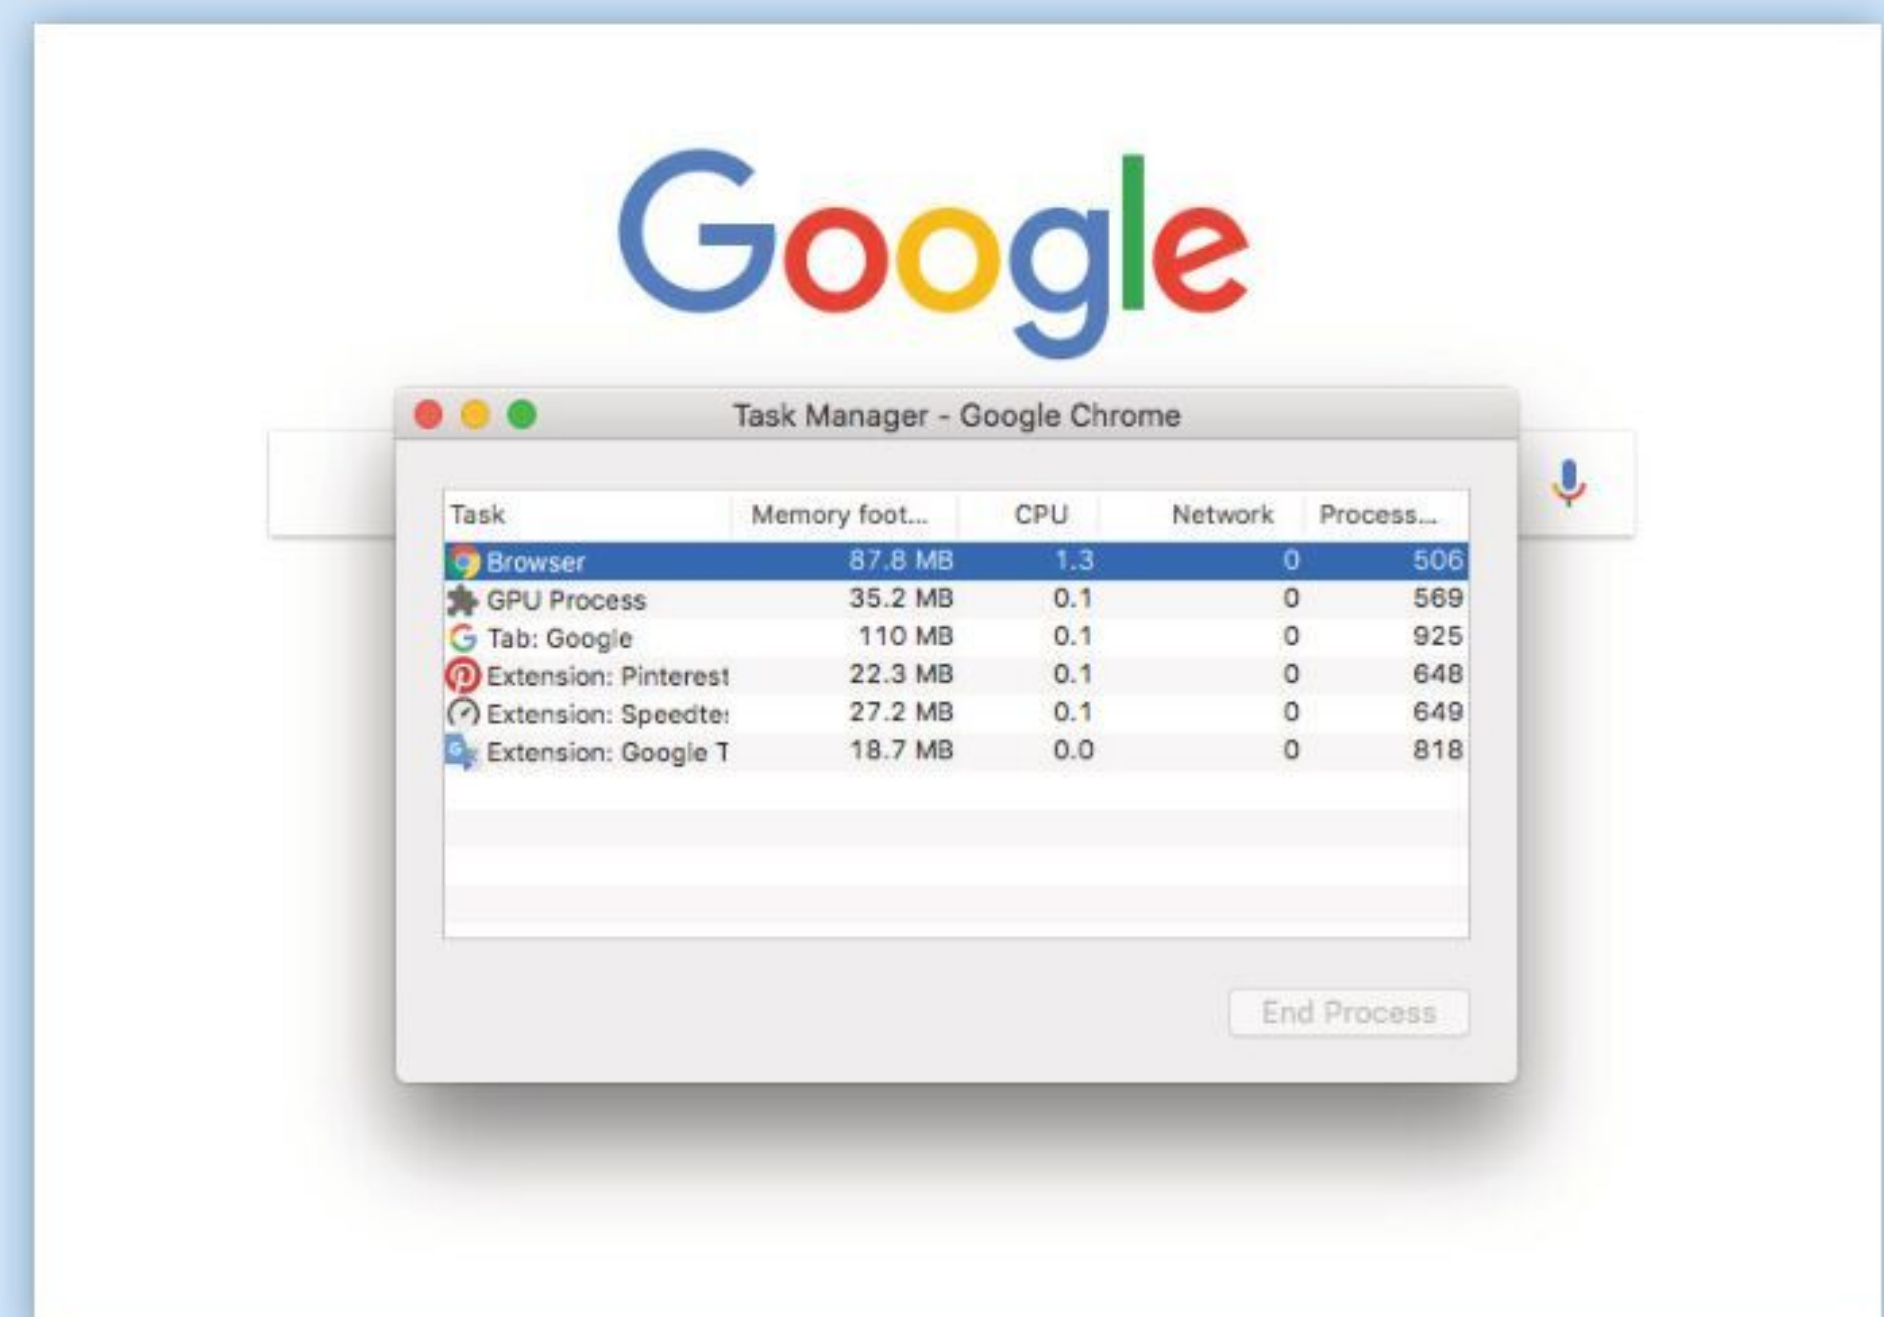 Google
Task Manager - Google Chrome
Task Memory foot... CPU Network Process...
Browser 87.8 MB 1.3 0 506
GPU Process 35.2 MB 0.1 0 569
Tab: Google 110 MB 0.1 0 925
Extension: Pinterest 22.3 MB 0.1 0 648
Extension: Speedte 27.2 MB 0.1 0 649
Extension: Google T 18.7 MB 0.0 0 818
End Process